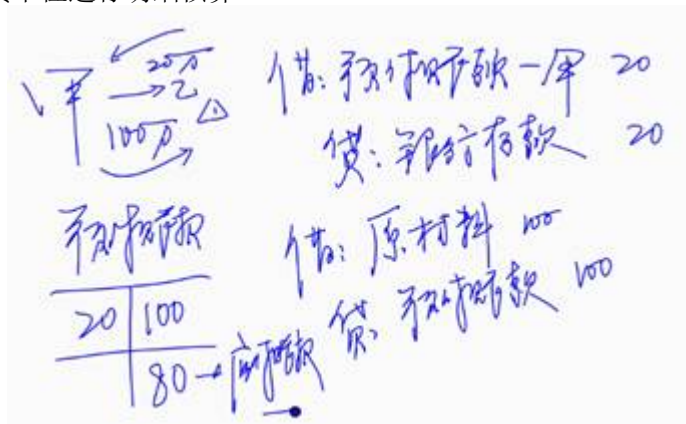 20万
甲 → 乙
100万
借: 预付账款-甲 20
贷: 银行存款 20
预付账款
20 100
80 → 应付账款
借: 原材料 100
贷: 预付账款 100